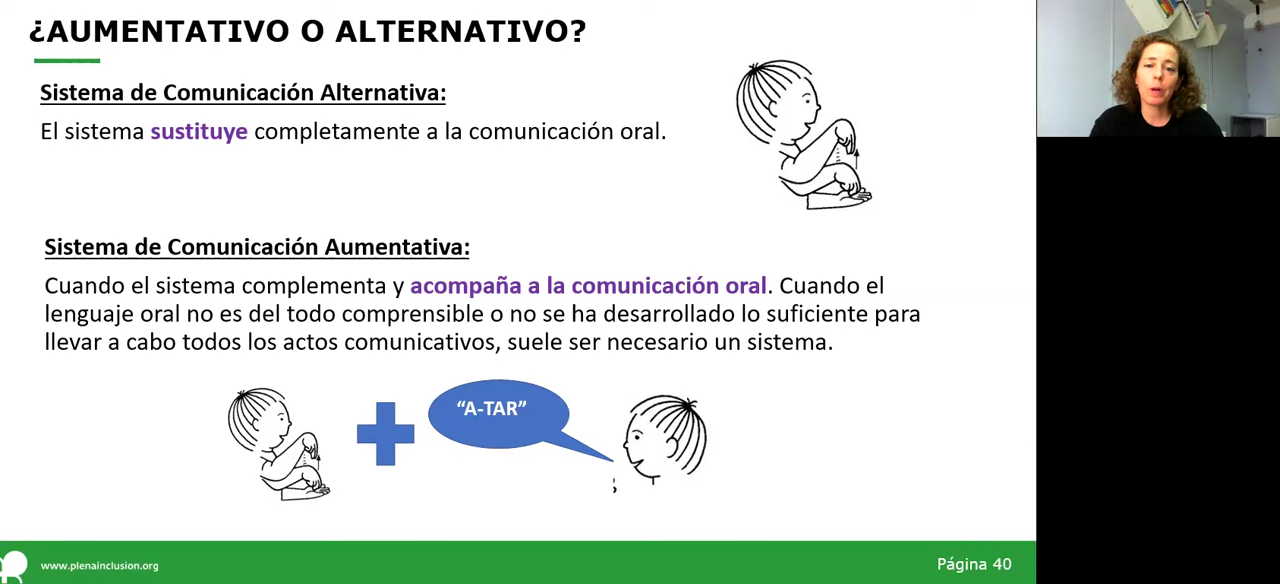 ¿AUMENTATIVO O ALTERNATIVO?
Sistema de Comunicación Alternativa:
El sistema sustituye completamente a la comunicación oral.
Sistema de Comunicación Aumentativa:
Cuando el sistema complementa y acompaña a la comunicación oral. Cuando el
lenguaje oral no es del todo comprensible o no se ha desarrollado lo suficiente para
llevar a cabo todos los actos comunicativos, suele ser necesario un sistema.
“A-TAR”
www.plenainclusion.org
Página 40